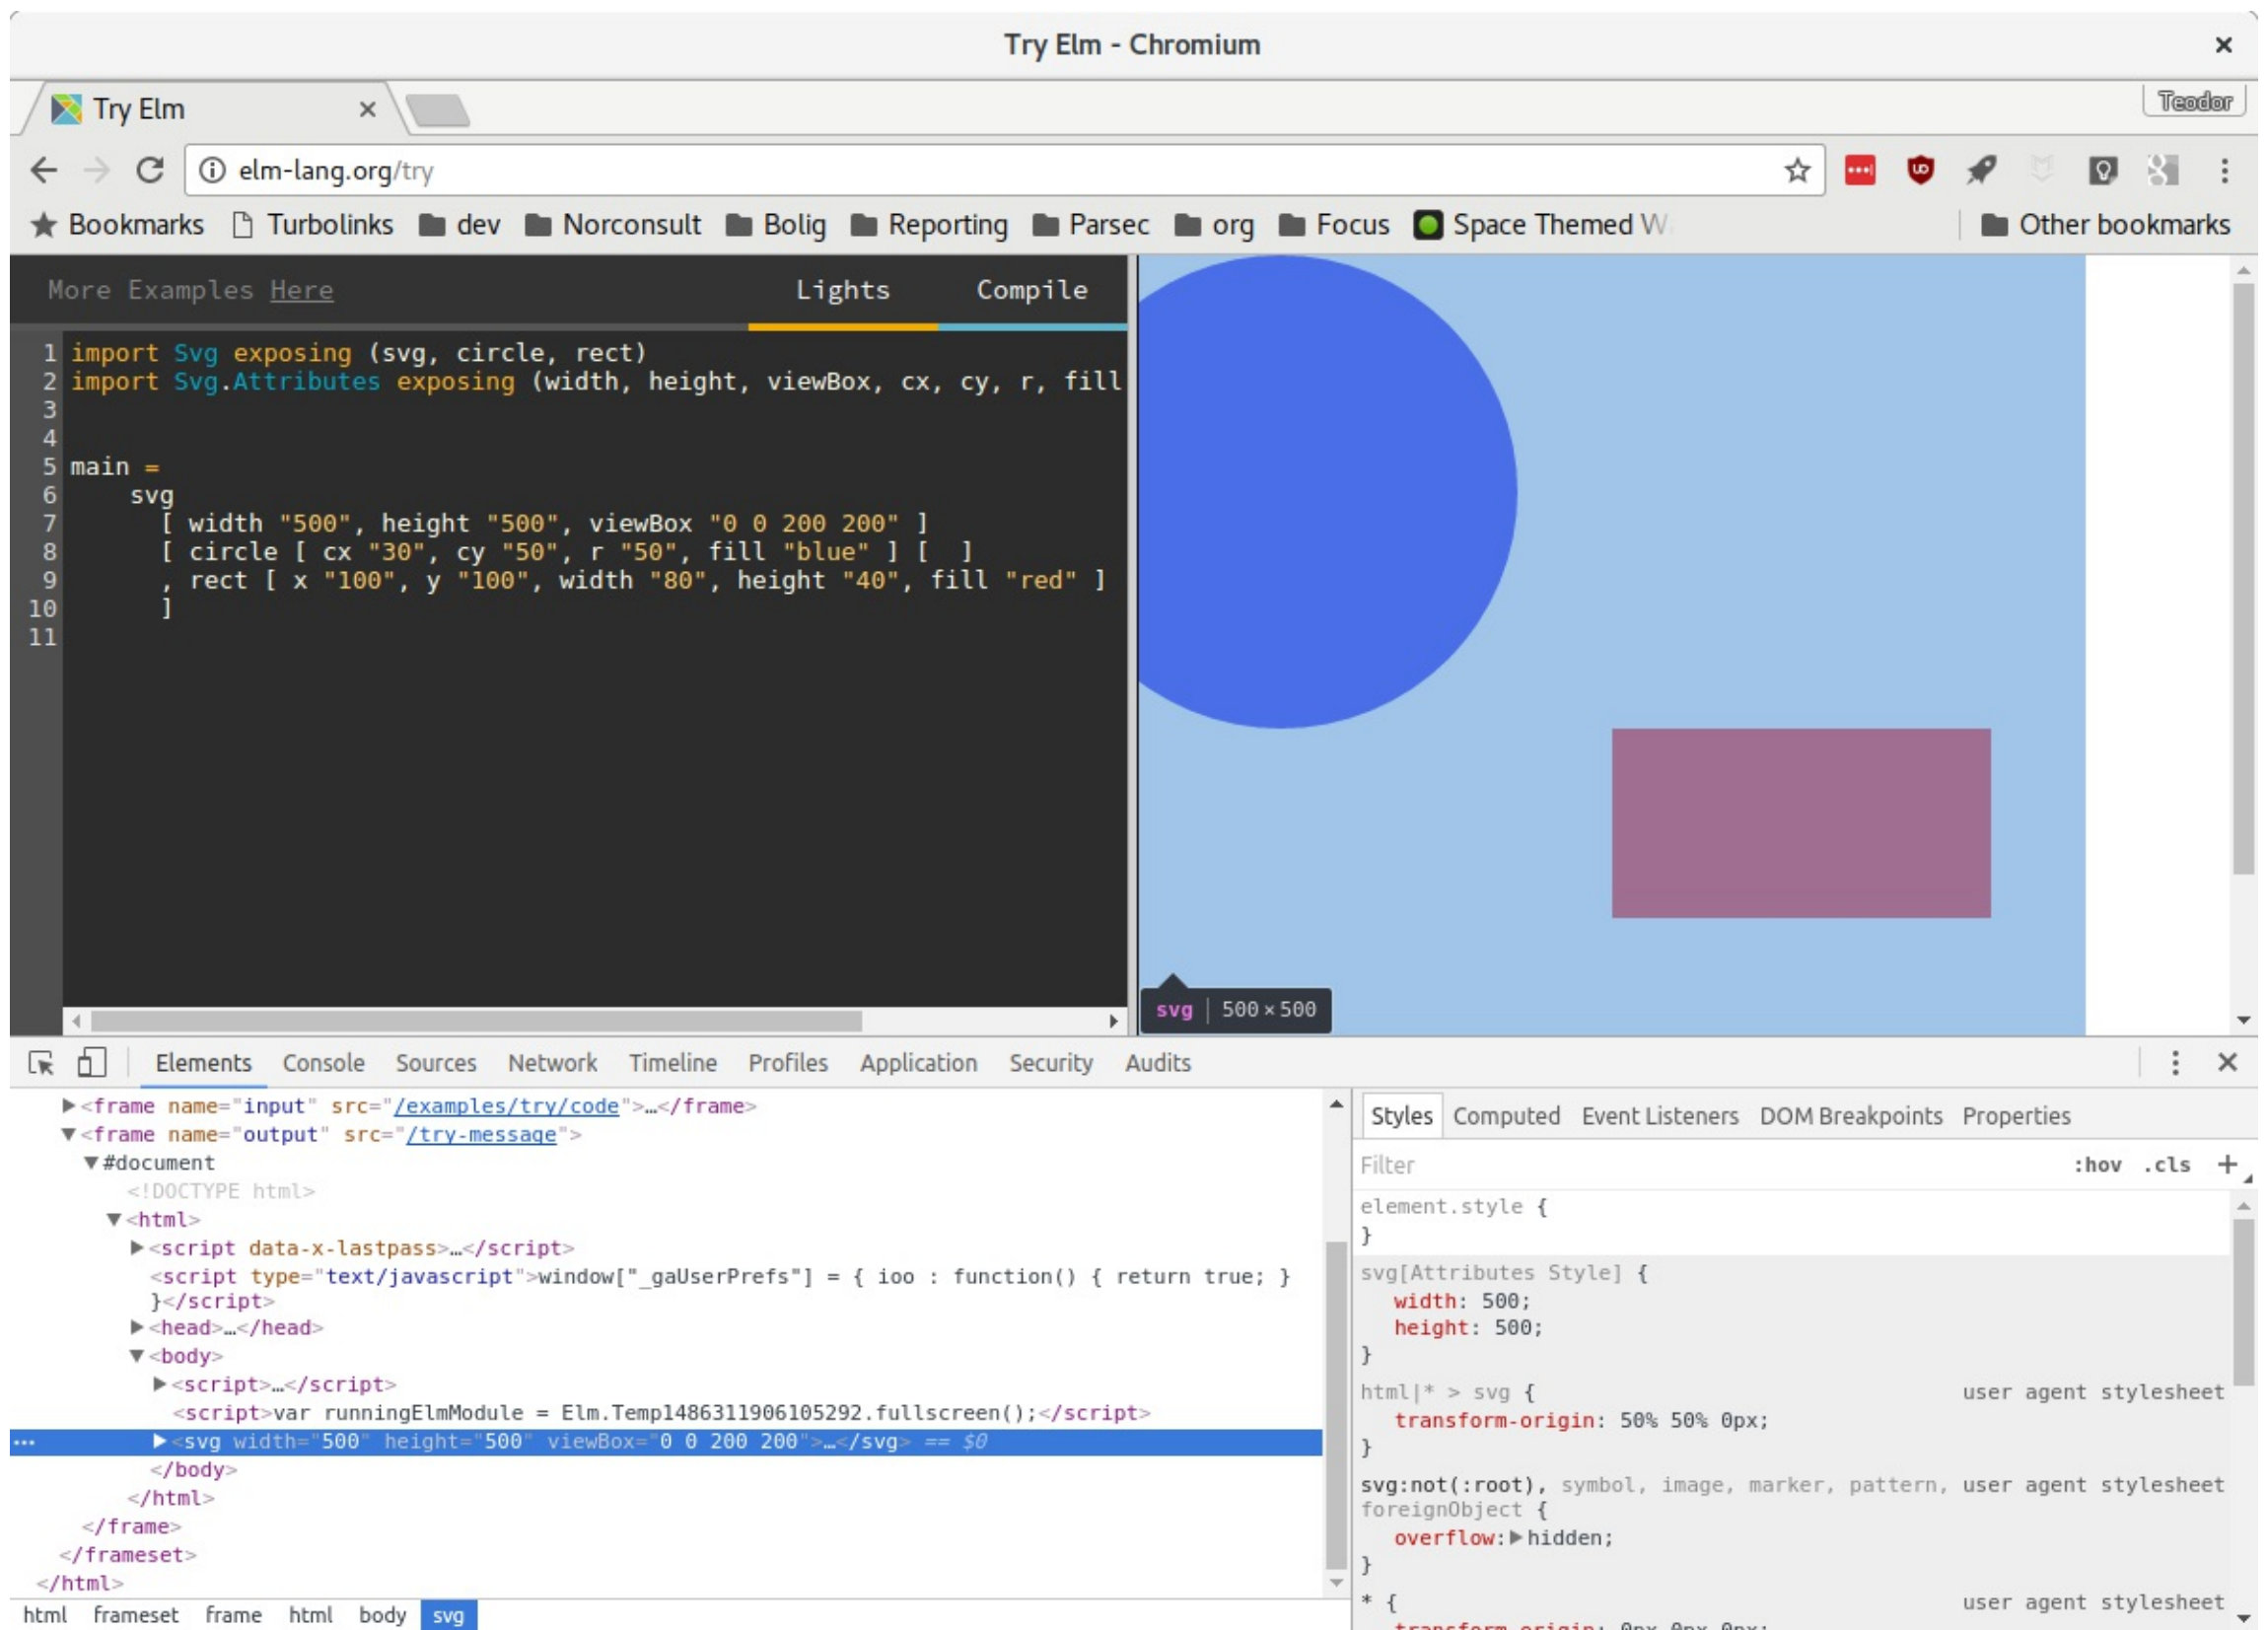 Try Elm - Chromium
Try Elm
Teodor
elm-lang.org/try
Bookmarks Turbolinks dev Norconsult Bolig Reporting Parsec org Focus Space Themed Other bookmarks
More Examples Here Lights Compile
1 import Svg exposing (svg, circle, rect)
2 import Svg.Attributes exposing (width, height, viewBox, cx, cy, r, fill
3
4
5 main =
6 svg
7 [ width "500", height "500", viewBox "0 0 200 200" ]
8 [ circle [ cx "30", cy "50", r "50", fill "blue" ] [  ]
9 , rect [ x "100", y "100", width "80", height "40", fill "red" ]
10 ]
11
svg 500 × 500
Elements Console Sources Network Timeline Profiles Application Security Audits
<frame name="input" src="/examples/try/code">…</frame>
<frame name="output" src="/try-message">
#document
<!DOCTYPE html>
<html>
<script data-x-lastpass>…</script>
<script type="text/javascript">window["_gaUserPrefs"] = { ioo : function() { return true; }
}</script>
<head>…</head>
<body>
<script>…</script>
<script>var runningElmModule = Elm.Temp1486311906105292.fullscreen();</script>
… <svg width="500" height="500" viewBox="0 0 200 200">…</svg> == $0
</body>
</html>
</frame>
</frameset>
</html>
html frameset frame html body svg
Styles Computed Event Listeners DOM Breakpoints Properties
Filter :hov .cls +
element.style {
}
svg[Attributes Style] {
width: 500;
height: 500;
}
html|* > svg { user agent stylesheet
transform-origin: 50% 50% 0px;
}
svg:not(:root), symbol, image, marker, pattern, user agent stylesheet
foreignObject {
overflow: hidden;
}
* { user agent stylesheet
transform-origin: 0px 0px 0px;